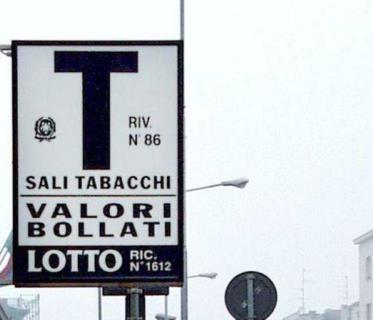 T
RIV.
N° 86
SALI TABACCHI
VALORI
BOLLATI
LOTTO RIC.
N° 1612